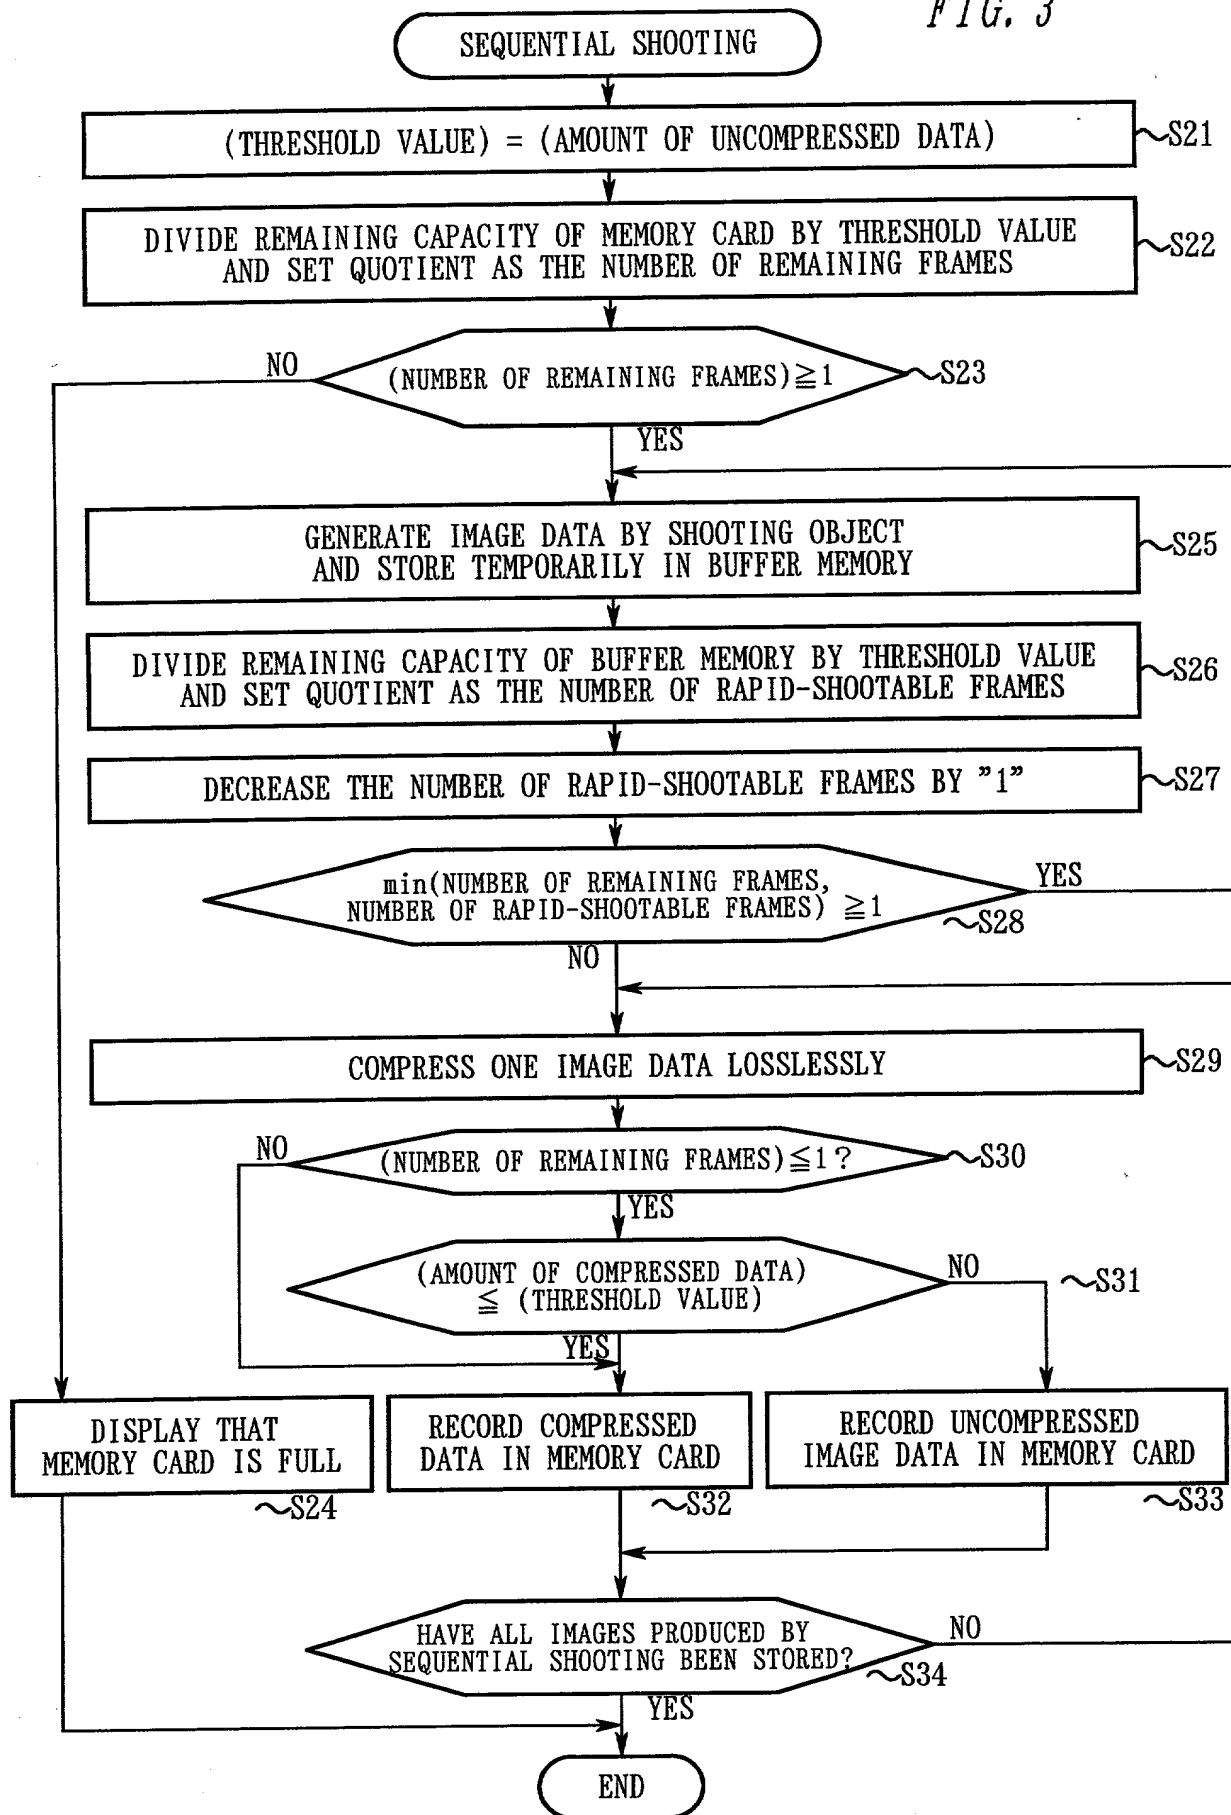 FIG. 3
SEQUENTIAL SHOOTING
(THRESHOLD VALUE) = (AMOUNT OF UNCOMPRESSED DATA)
S21
DIVIDE REMAINING CAPACITY OF MEMORY CARD BY THRESHOLD VALUE
AND SET QUOTIENT AS THE NUMBER OF REMAINING FRAMES
S22
NO
(NUMBER OF REMAINING FRAMES)≧1
S23
YES
GENERATE IMAGE DATA BY SHOOTING OBJECT
AND STORE TEMPORARILY IN BUFFER MEMORY
S25
DIVIDE REMAINING CAPACITY OF BUFFER MEMORY BY THRESHOLD VALUE
AND SET QUOTIENT AS THE NUMBER OF RAPID-SHOOTABLE FRAMES
S26
DECREASE THE NUMBER OF RAPID-SHOOTABLE FRAMES BY ”1”
S27
min(NUMBER OF REMAINING FRAMES,
NUMBER OF RAPID-SHOOTABLE FRAMES) ≧1
YES
S28
NO
COMPRESS ONE IMAGE DATA LOSSLESSLY
S29
NO
(NUMBER OF REMAINING FRAMES)≦1?
S30
YES
(AMOUNT OF COMPRESSED DATA)
≦ (THRESHOLD VALUE)
NO
S31
YES
DISPLAY THAT
MEMORY CARD IS FULL
S24
RECORD COMPRESSED
DATA IN MEMORY CARD
S32
RECORD UNCOMPRESSED
IMAGE DATA IN MEMORY CARD
S33
HAVE ALL IMAGES PRODUCED BY
SEQUENTIAL SHOOTING BEEN STORED?
NO
S34
YES
END